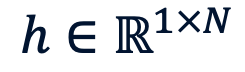 h ∈ ℝ^{1×N}